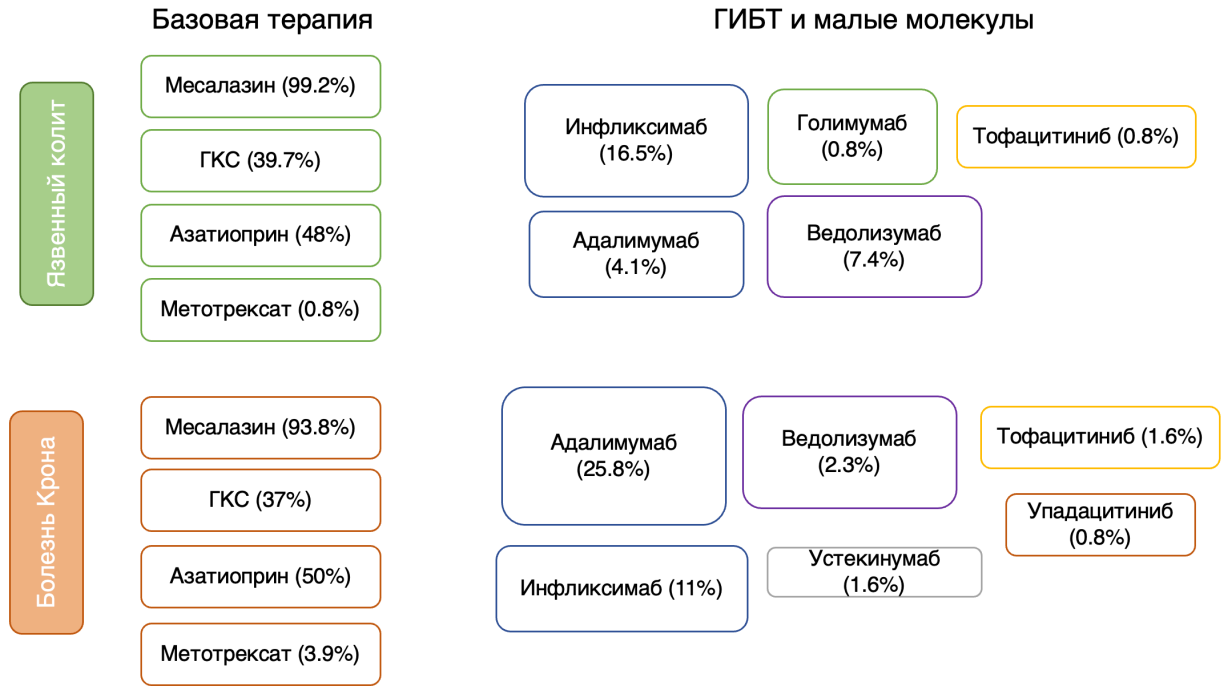 Базовая терапия
ГИБТ и малые молекулы
Язвенный колит
Месалазин (99.2%)
ГКС (39.7%)
Азатиоприн (48%)
Метотрексат (0.8%)
Инфликсимаб
(16.5%)
Голимумаб
(0.8%)
Тофацитиниб (0.8%)
Адалимумаб
(4.1%)
Ведолизумаб
(7.4%)
Болезнь Крона
Месалазин (93.8%)
ГКС (37%)
Азатиоприн (50%)
Метотрексат (3.9%)
Адалимумаб
(25.8%)
Ведолизумаб
(2.3%)
Тофацитиниб (1.6%)
Упадацитиниб
(0.8%)
Инфликсимаб (11%)
Устекинумаб
(1.6%)